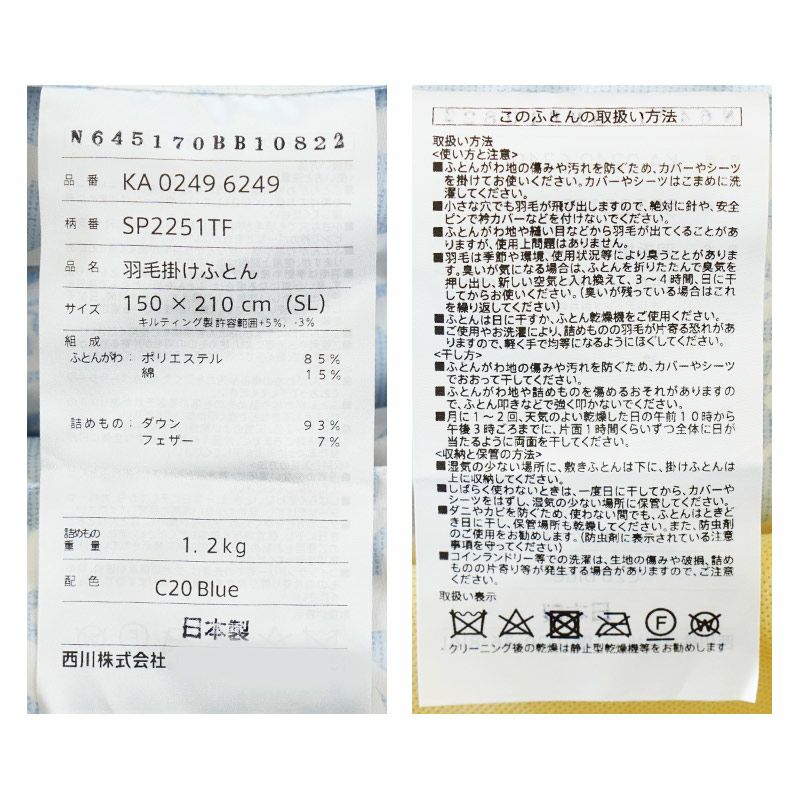 N645170BB10822
品番 KA 0249 6249
柄番 SP2251TF
品名 羽毛掛けふとん
サイズ 150 × 210 cm (SL)
キルティング製 許容範囲+5%, -3%
組成
ふとんがわ: ポリエステル 85%
綿 15%
詰めもの: ダウン 93%
フェザー 7%
詰めもの
重量 1.2kg
配色 C20 Blue
日本製
西川株式会社
このふとんの取扱い方法
取扱い方法
<使い方と注意>
■ふとんがわ地の傷みや汚れを防ぐため、カバーやシーツ
を掛けてお使いください。カバーやシーツはこまめに洗
濯してください。
■小さな穴でも羽毛が飛び出しますので、絶対に針や、安全
ピンで衿カバーなどを付けないでください。
■ふとんがわ地や縫い目などから羽毛が出てくることがあ
りますが、使用上問題はありません。
■羽毛は季節や環境、使用状況等により臭うことがありま
す。臭いが気になる場合は、ふとんを折りたたんで臭気を
押し出し、新しい空気と入れ換えて、3~4時間、日に干
してからお使いください。(臭いが残っている場合はこれ
を繰り返してください)
■ふとんは日に干すか、ふとん乾燥機をご使用ください。
■ご使用やお洗濯により、詰めものの羽毛が片寄る恐れがあ
りますので、軽く手で均等になるようにほぐしてください。
<干し方>
■ふとんがわ地の傷みや汚れを防ぐため、カバーやシーツ
でおおって干してください。
■ふとんがわ地や詰めものを傷めるおそれがありますの
で、ふとん叩きなどで強く叩かないでください。
■月に1~2回、天気のよい乾燥した日の午前10時から
午後3時ごろまでに、片面1時間くらいずつ全体に日が
当たるように両面を干してください。
<収納と保管の方法>
■湿気の少ない場所に、敷きふとんは下に、掛けふとんは
上に収納してください。
■しばらく使わないときは、一度日に干してから、カバーや
シーツをはずし、湿気の少ない場所に保管してください。
■ダニやカビを防ぐため、使わない間でも、ふとんはときど
き日に干し、保管場所も乾燥してください。また、防虫剤
のご使用をお勧めします。(防虫剤に表示されている注意
事項を守ってください)
■コインランドリー等での洗濯は、生地の傷みや破損、詰め
ものの片寄り等が発生する場合がありますので、ご注意
ください。
取扱い表示
F W
クリーニング後の乾燥は静止型乾燥機等をお勧めします